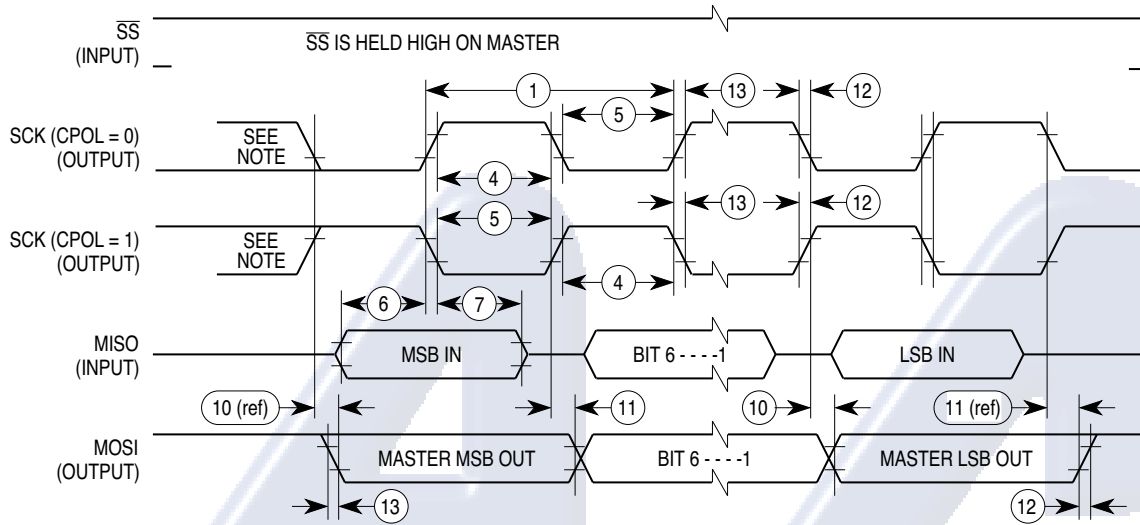 SS
(INPUT)
SS IS HELD HIGH ON MASTER
1
13
12
5
SCK (CPOL = 0)
(OUTPUT)
SEE
NOTE
4
13
12
5
SCK (CPOL = 1)
(OUTPUT)
SEE
NOTE
4
6
7
MISO
(INPUT)
MSB IN
BIT 6 - - - -1
LSB IN
10 (ref)
11
10
11 (ref)
MOSI
(OUTPUT)
MASTER MSB OUT
BIT 6 - - - -1
MASTER LSB OUT
13
12